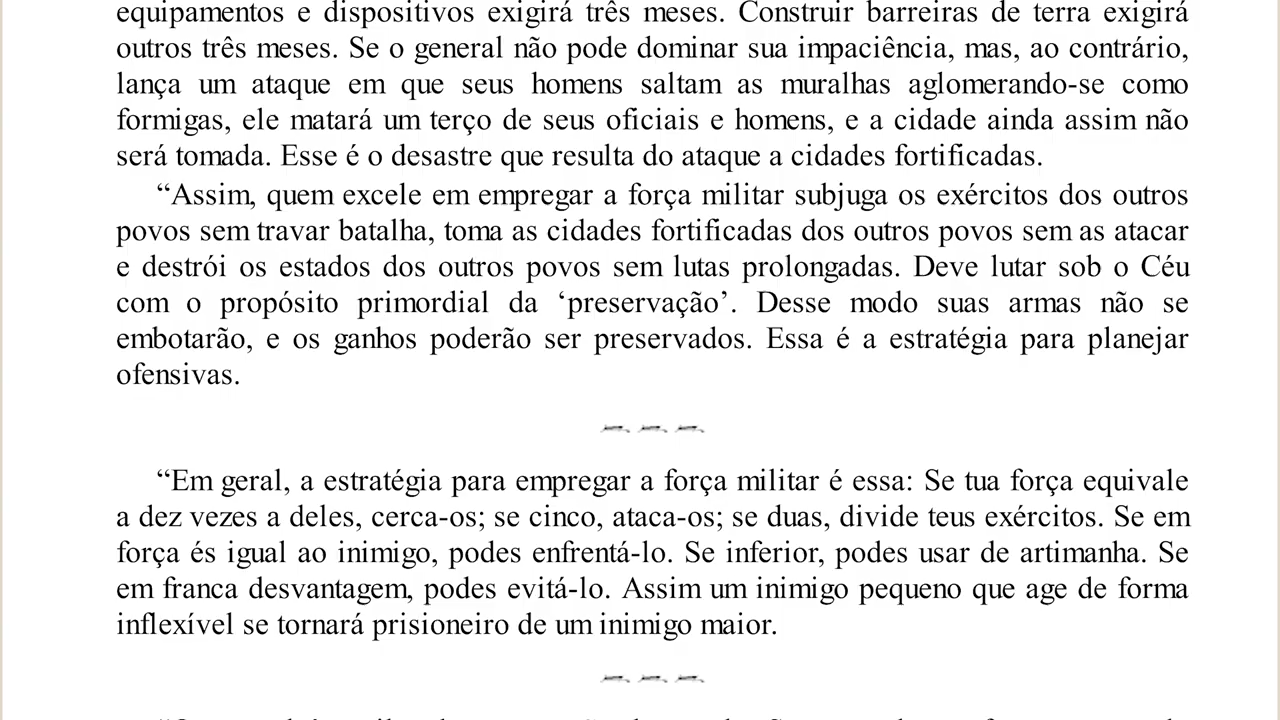 equipamentos e dispositivos exigirá três meses. Construir barreiras de terra exigirá
outros três meses. Se o general não pode dominar sua impaciência, mas, ao contrário,
lança um ataque em que seus homens saltam as muralhas aglomerando-se como
formigas, ele matará um terço de seus oficiais e homens, e a cidade ainda assim não
será tomada. Esse é o desastre que resulta do ataque a cidades fortificadas.
“Assim, quem excele em empregar a força militar subjuga os exércitos dos outros
povos sem travar batalha, toma as cidades fortificadas dos outros povos sem as atacar
e destrói os estados dos outros povos sem lutas prolongadas. Deve lutar sob o Céu
com o propósito primordial da ‘preservação’. Desse modo suas armas não se
embotarão, e os ganhos poderão ser preservados. Essa é a estratégia para planejar
ofensivas.
“Em geral, a estratégia para empregar a força militar é essa: Se tua força equivale
a dez vezes a deles, cerca-os; se cinco, ataca-os; se duas, divide teus exércitos. Se em
força és igual ao inimigo, podes enfrentá-lo. Se inferior, podes usar de artimanha. Se
em franca desvantagem, podes evitá-lo. Assim um inimigo pequeno que age de forma
inflexível se tornará prisioneiro de um inimigo maior.